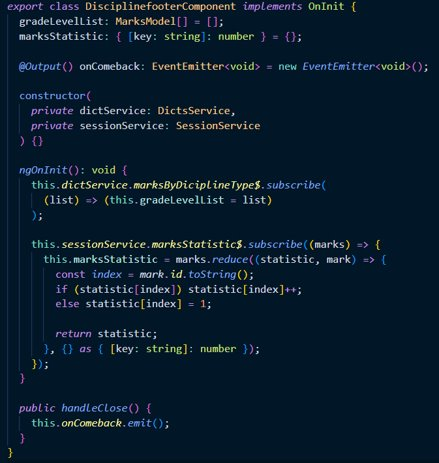 export class DisciplinefooterComponent implements OnInit {
  gradeLevelList: MarksModel[] = [];
  marksStatistic: { [key: string]: number } = {};

  @Output() onComeback: EventEmitter<void> = new EventEmitter<void>();

  constructor(
    private dictService: DictsService,
    private sessionService: SessionService
  ) {}

  ngOnInit(): void {
    this.dictService.marksByDiciplineType$.subscribe(
      (list) => (this.gradeLevelList = list)
    );

    this.sessionService.marksStatistic$.subscribe((marks) => {
      this.marksStatistic = marks.reduce((statistic, mark) => {
        const index = mark.id.toString();
        if (statistic[index]) statistic[index]++;
        else statistic[index] = 1;

        return statistic;
      }, {} as { [key: string]: number });
    });
  }

  public handleClose() {
    this.onComeback.emit();
  }
}